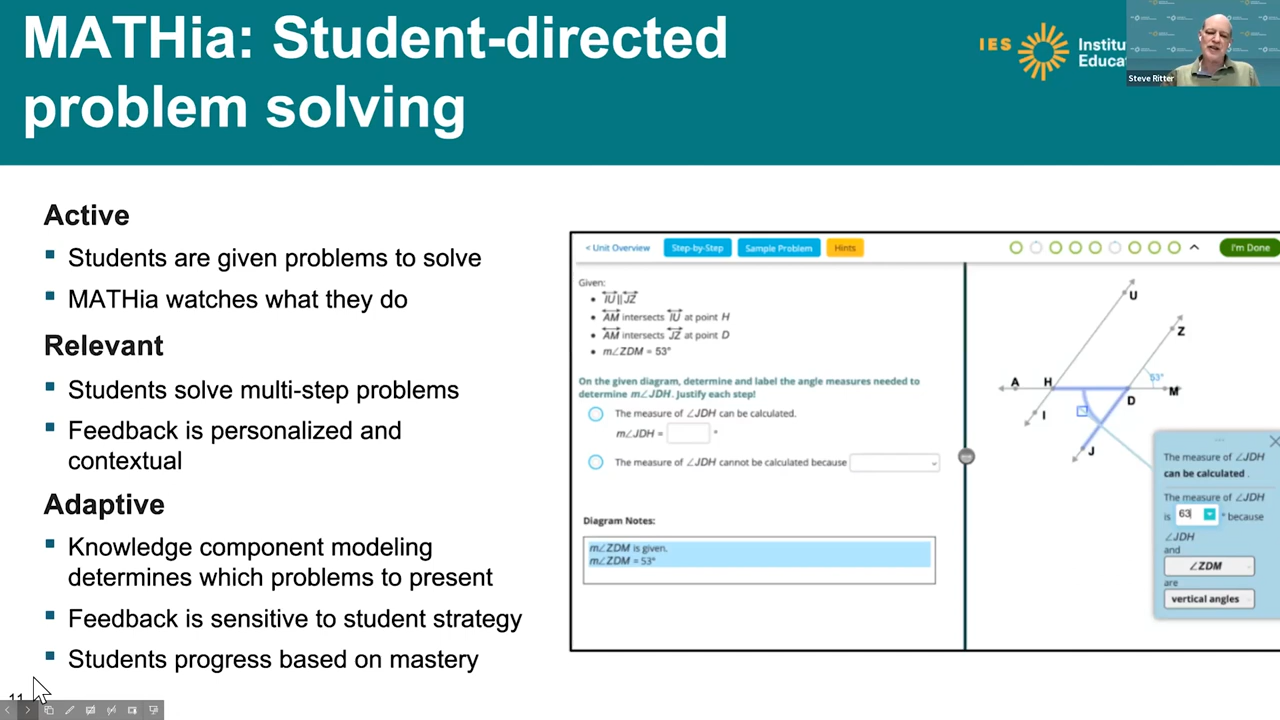 MATHia: Student-directed
problem solving
IES
Institu
Educa
Steve Ritter
Active
▪ Students are given problems to solve
▪ MATHia watches what they do
Relevant
▪ Students solve multi-step problems
▪ Feedback is personalized and
contextual
Adaptive
▪ Knowledge component modeling
determines which problems to present
▪ Feedback is sensitive to student strategy
▪ Students progress based on mastery
11
< Unit Overview
Step-by-Step
Sample Problem
Hints
I'm Done
Given:
• IU || JZ
• AM intersects IU at point H
• AM intersects JZ at point D
• m∠ZDM = 53°
On the given diagram, determine and label the angle measures needed to
determine m∠JDH. Justify each step!
The measure of ∠JDH can be calculated.
m∠JDH = °
The measure of ∠JDH cannot be calculated because
Diagram Notes:
m∠ZDM is given.
m∠ZDM = 53°
U
Z
53°
A
H
D
M
I
J
The measure of ∠JDH
can be calculated .
The measure of ∠JDH
is 63 ° because
∠JDH
and
∠ZDM
are
vertical angles